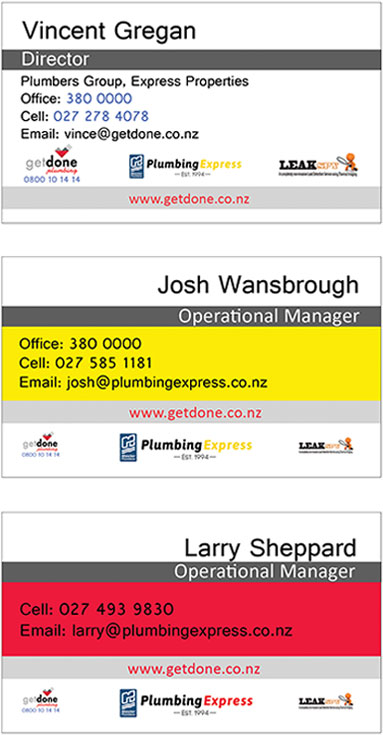 Vincent Gregan
Director
Plumbers Group, Express Properties
Office: 380 0000
Cell: 027 278 4078
Email: vince@getdone.co.nz
getdone
plumbing
0800 10 14 14
Plumbing Express
EST. 1994
LEAK SPY
www.getdone.co.nz
Josh Wansbrough
Operational Manager
Office: 380 0000
Cell: 027 585 1181
Email: josh@plumbingexpress.co.nz
www.getdone.co.nz
getdone
plumbing
0800 10 14 14
Plumbing Express
EST. 1994
LEAK SPY
Larry Sheppard
Operational Manager
Cell: 027 493 9830
Email: larry@plumbingexpress.co.nz
www.getdone.co.nz
getdone
plumbing
0800 10 14 14
Plumbing Express
EST. 1994
LEAK SPY